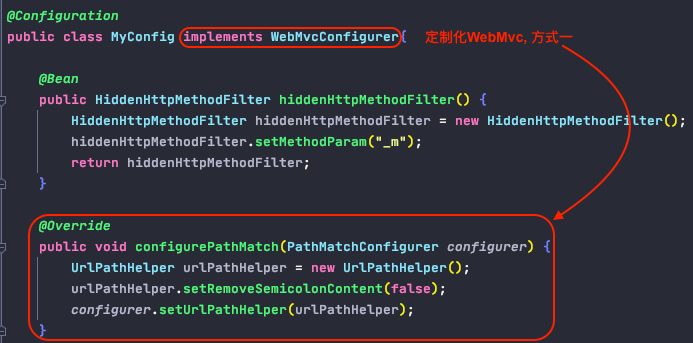 @Configuration
public class MyConfig implements WebMvcConfigurer{ 定制化WebMvc, 方式一
@Bean
public HiddenHttpMethodFilter hiddenHttpMethodFilter() {
HiddenHttpMethodFilter hiddenHttpMethodFilter = new HiddenHttpMethodFilter();
hiddenHttpMethodFilter.setMethodParam("_m");
return hiddenHttpMethodFilter;
}
@Override
public void configurePathMatch(PathMatchConfigurer configurer) {
UrlPathHelper urlPathHelper = new UrlPathHelper();
urlPathHelper.setRemoveSemicolonContent(false);
configurer.setUrlPathHelper(urlPathHelper);
}